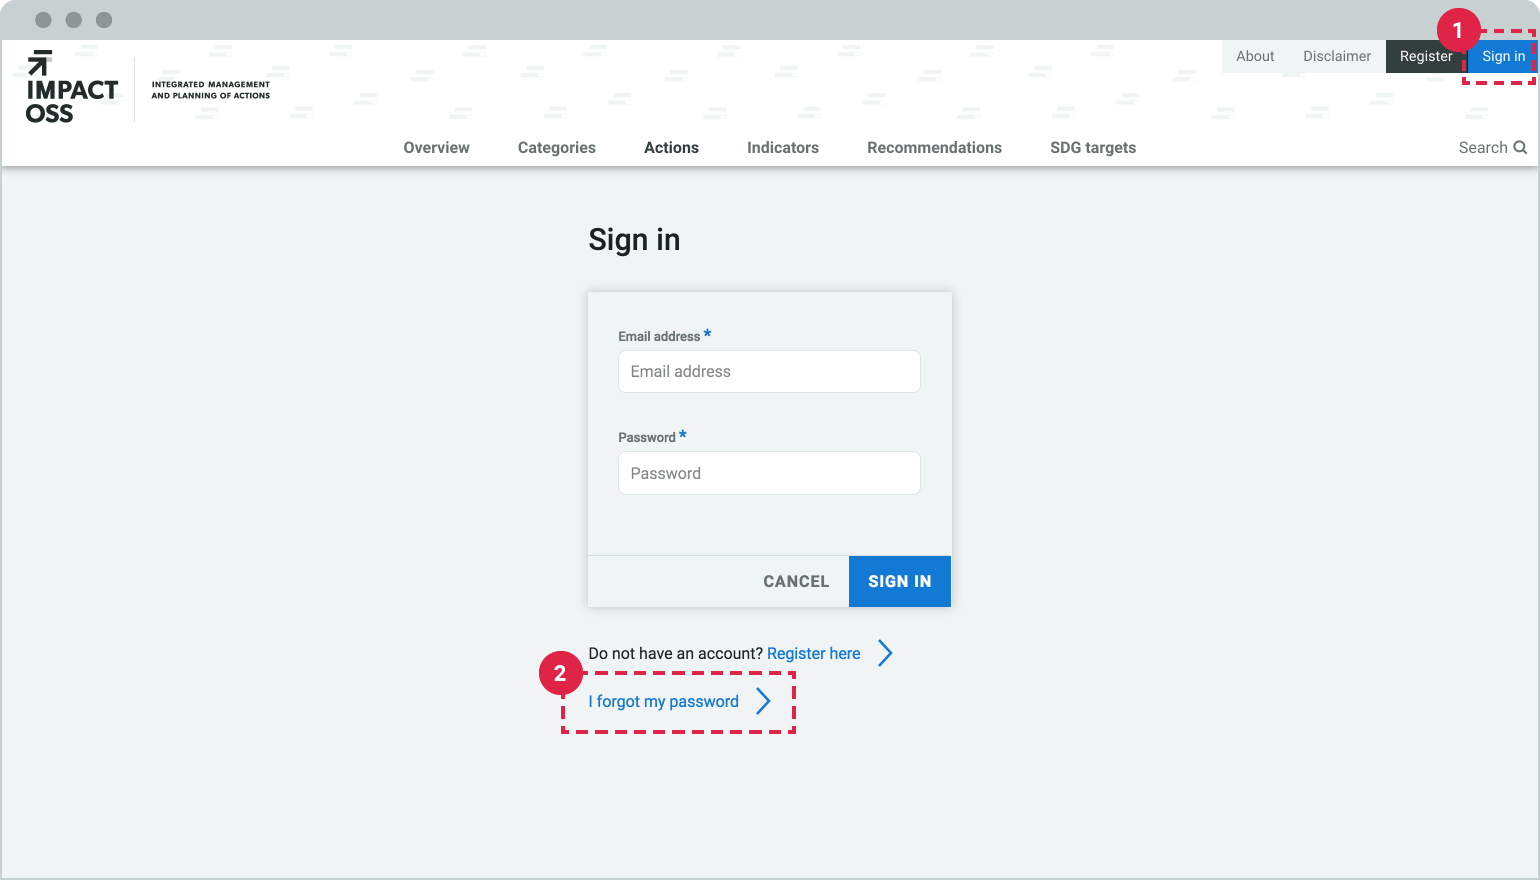 1
About Disclaimer Register Sign in
IMPACT
OSS
INTEGRATED MANAGEMENT
AND PLANNING OF ACTIONS
Overview Categories Actions Indicators Recommendations SDG targets Search
Sign in
Email address *
Email address
Password *
Password
CANCEL SIGN IN
Do not have an account? Register here
2
I forgot my password